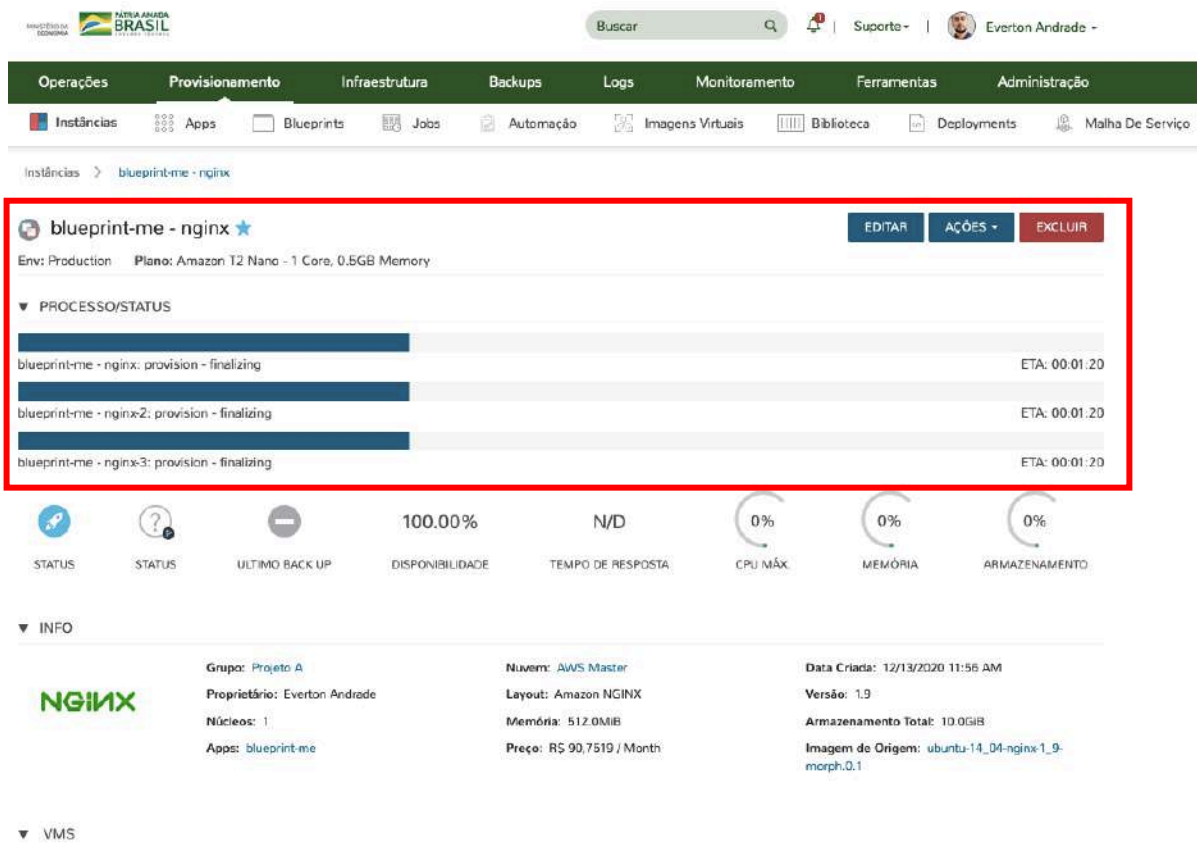 MINISTÉRIO DA
ECONOMIA
PÁTRIA AMADA
BRASIL
Buscar
Suporte
|
Everton Andrade
Operações Provisionamento Infraestrutura Backups Logs Monitoramento Ferramentas Administração
Instâncias Apps Blueprints Jobs Automação Imagens Virtuais Biblioteca Deployments Malha De Serviço
Instâncias > blueprint-me - nginx
blueprint-me - nginx
EDITAR AÇÕES EXCLUIR
Env: Production Plano: Amazon T2 Nano - 1 Core, 0.5GB Memory
PROCESSO/STATUS
blueprint-me - nginx: provision - finalizing ETA: 00:01:20
blueprint-me - nginx-2: provision - finalizing ETA: 00:01:20
blueprint-me - nginx-3: provision - finalizing ETA: 00:01:20
100.00% N/D 0% 0% 0%
STATUS STATUS ULTIMO BACK UP DISPONIBILIDADE TEMPO DE RESPOSTA CPU MÁX. MEMÓRIA ARMAZENAMENTO
INFO
NGINX
Grupo: Projeto A Nuvem: AWS Master Data Criada: 12/13/2020 11:56 AM
Proprietário: Everton Andrade Layout: Amazon NGINX Versão: 1.9
Núcleos: 1 Memória: 512.0MiB Armazenamento Total: 10.0GiB
Apps: blueprint-me Preço: R$ 90,7519 / Month Imagem de Origem: ubuntu-14_04-nginx-1_9-
morph.0.1
VMS